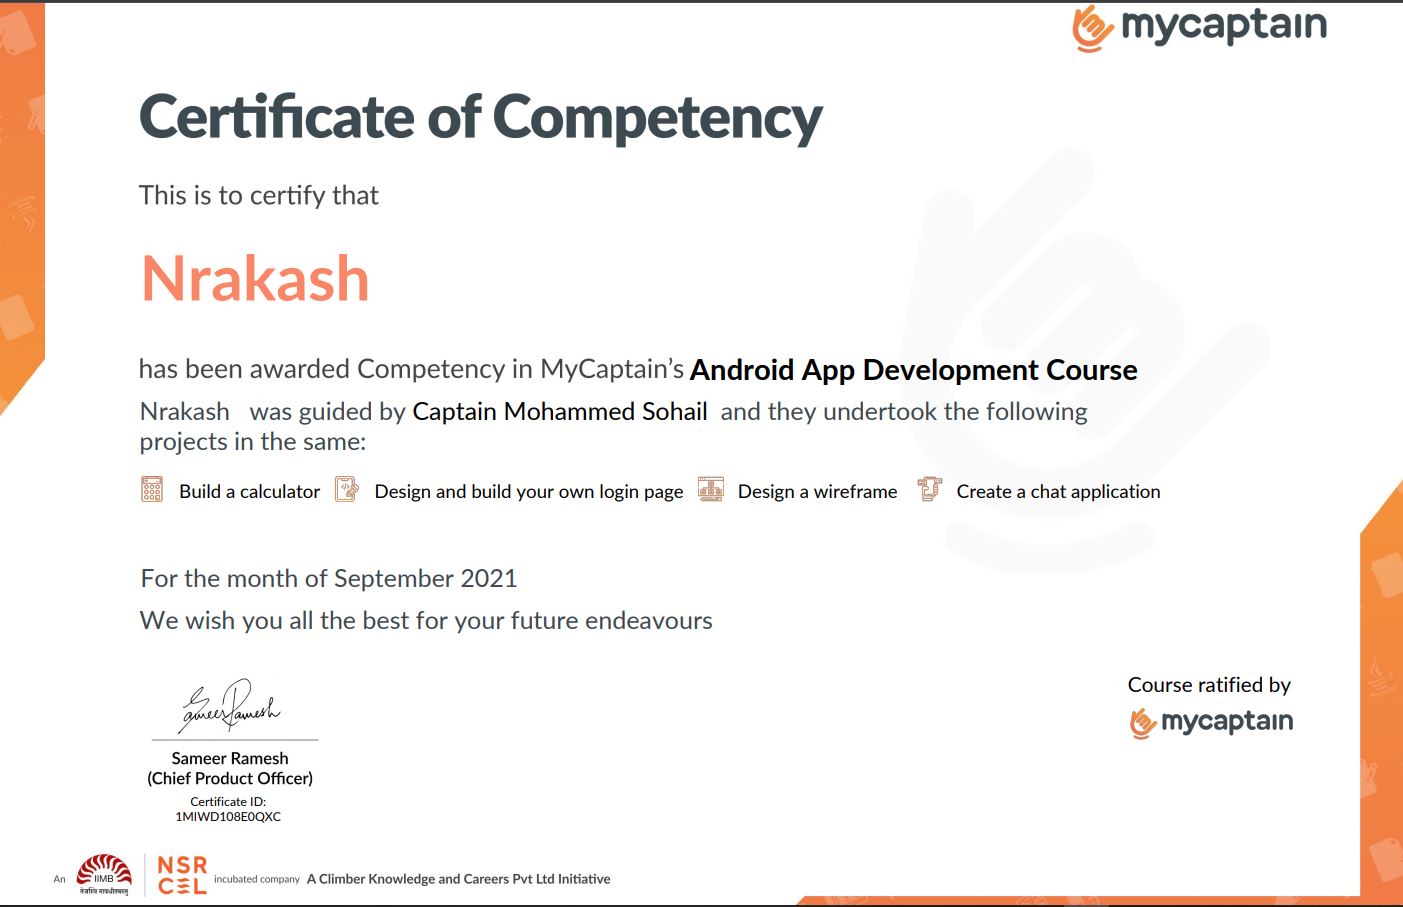 mycaptain
Certificate of Competency
This is to certify that
Nrakash
has been awarded Competency in MyCaptain's Android App Development Course
Nrakash was guided by Captain Mohammed Sohail and they undertook the following
projects in the same:
Build a calculator Design and build your own login page Design a wireframe Create a chat application
For the month of September 2021
We wish you all the best for your future endeavours
Sameer Ramesh
Course ratified by
mycaptain
Sameer Ramesh
(Chief Product Officer)
Certificate ID:
1MIWD108E0QXC
An IIMB NSR incubated company A Climber Knowledge and Careers Pvt Ltd Initiative
तेजस्वि नावधीतमस्तु CEL